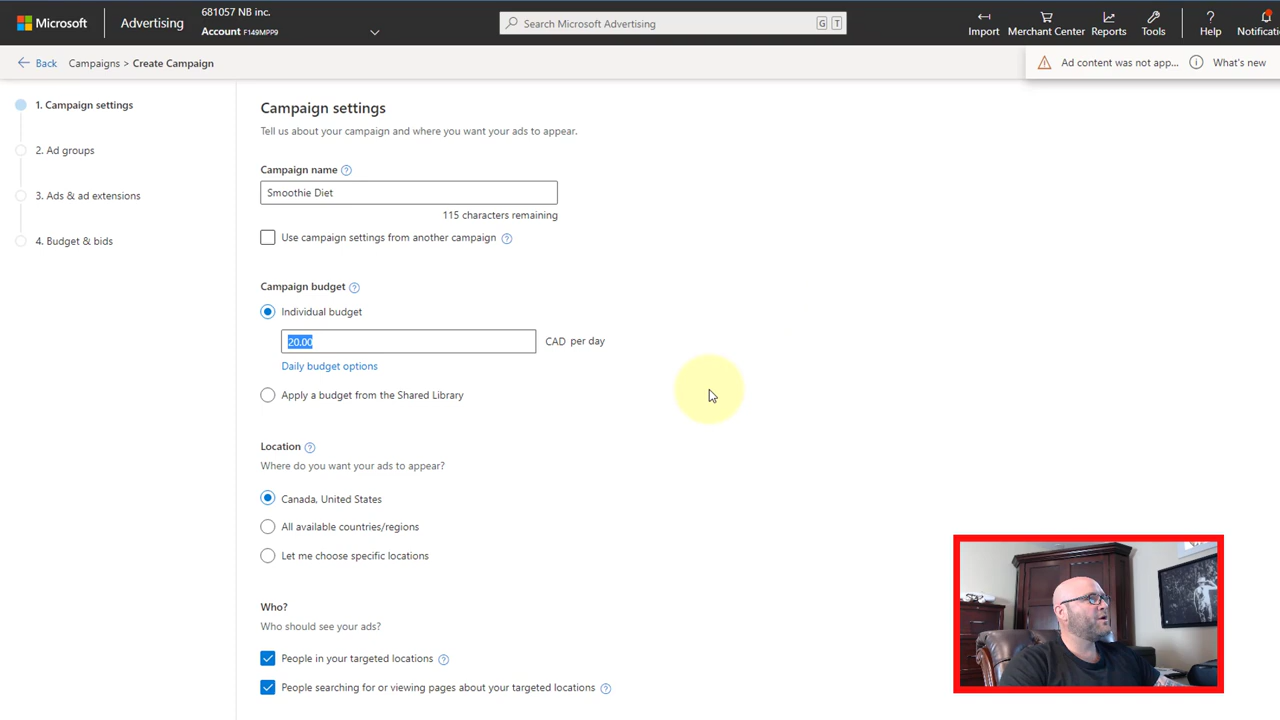 Microsoft
Advertising
681057 NB inc.
Account F149MPP9
Search Microsoft Advertising
G T
Import
Merchant Center
Reports
Tools
Help
Notificati
Back
Campaigns > Create Campaign
Ad content was not app...
What's new
1. Campaign settings
2. Ad groups
3. Ads & ad extensions
4. Budget & bids
Campaign settings
Tell us about your campaign and where you want your ads to appear.
Campaign name
Smoothie Diet
115 characters remaining
Use campaign settings from another campaign
Campaign budget
Individual budget
20.00
CAD per day
Daily budget options
Apply a budget from the Shared Library
Location
Where do you want your ads to appear?
Canada, United States
All available countries/regions
Let me choose specific locations
Who?
Who should see your ads?
People in your targeted locations
People searching for or viewing pages about your targeted locations